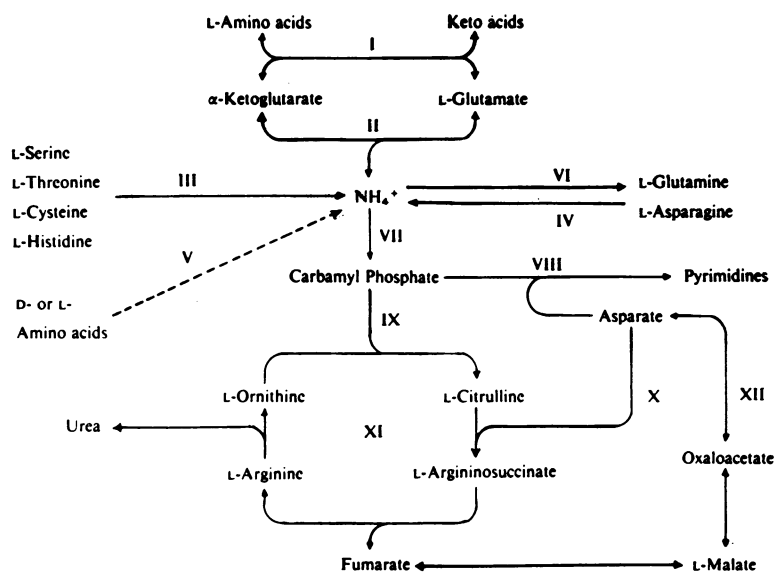 L-Amino acids
Keto acids
I
α-Ketoglutarate
L-Glutamate
II
L-Serine
L-Threonine
L-Cysteine
L-Histidine
III
NH₄⁺
VI
L-Glutamine
IV
L-Asparagine
V
VII
D- or L-
Amino acids
Carbamyl Phosphate
VIII
Pyrimidines
Asparate
IX
L-Ornithine
L-Citrulline
X
XII
Urea
XI
Oxaloacetate
L-Arginine
L-Argininosuccinate
Fumarate
L-Malate